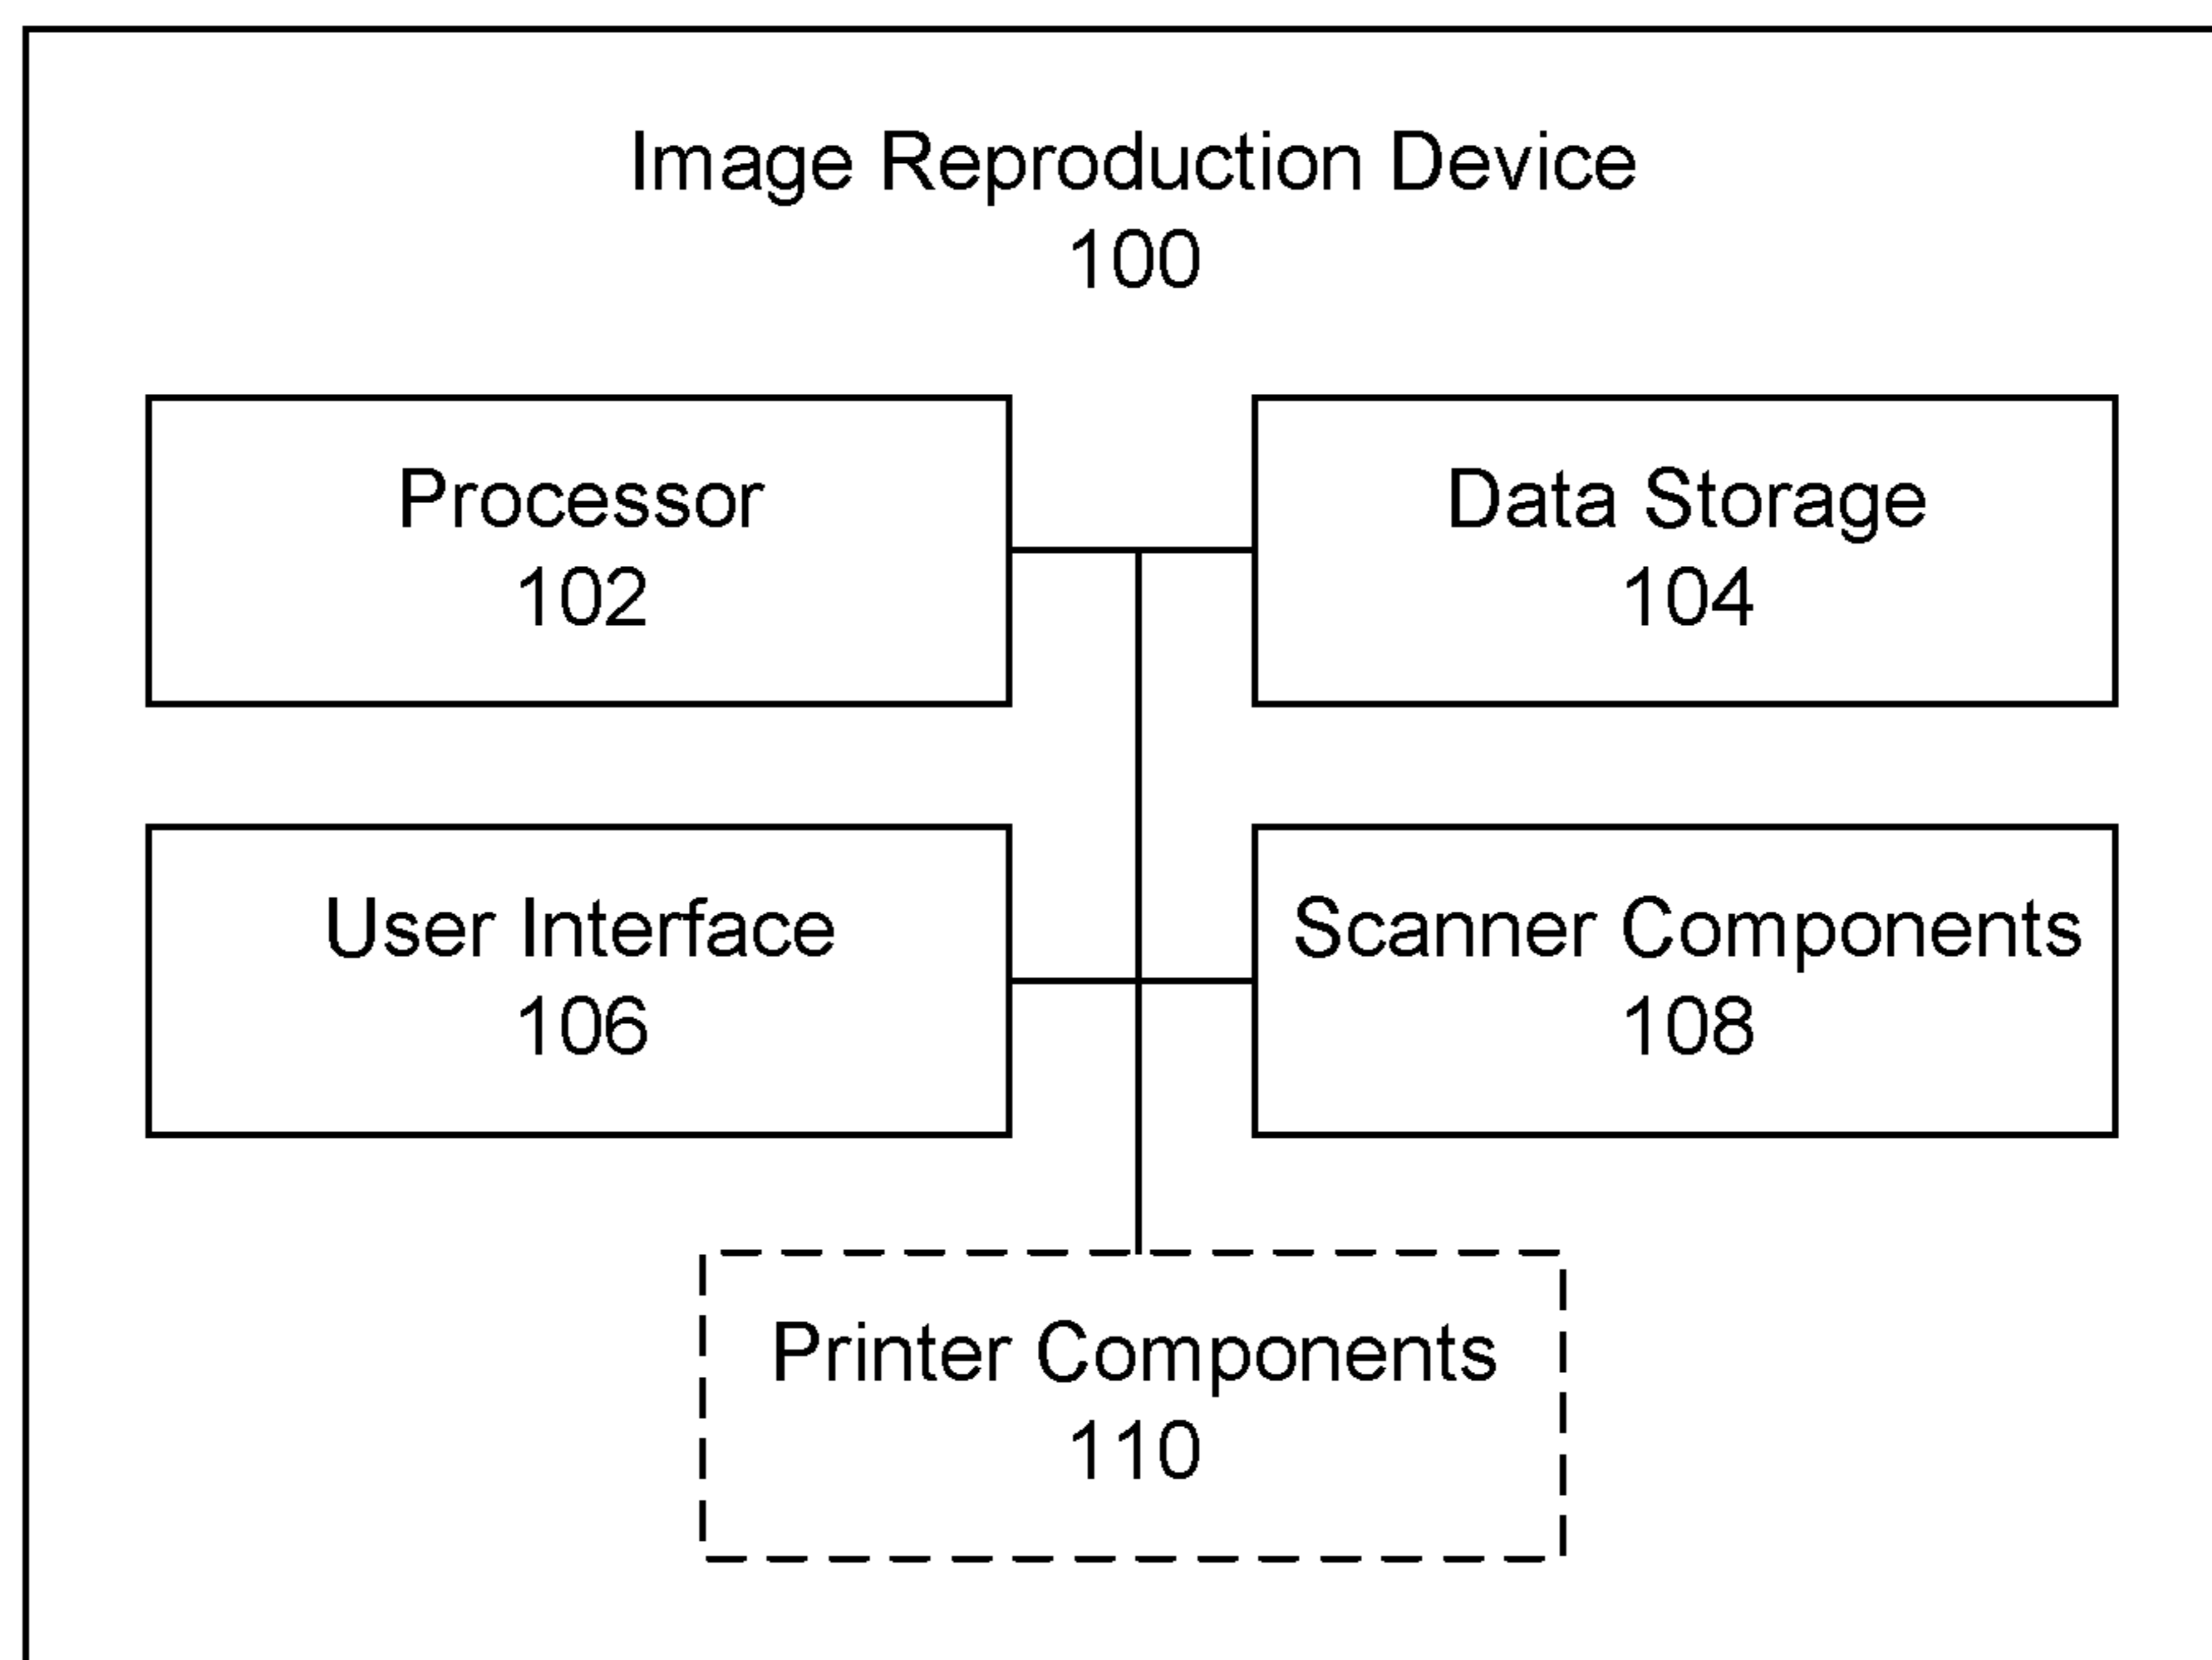 Image Reproduction Device
100
Processor
102
Data Storage
104
User Interface
106
Scanner Components
108
Printer Components
110